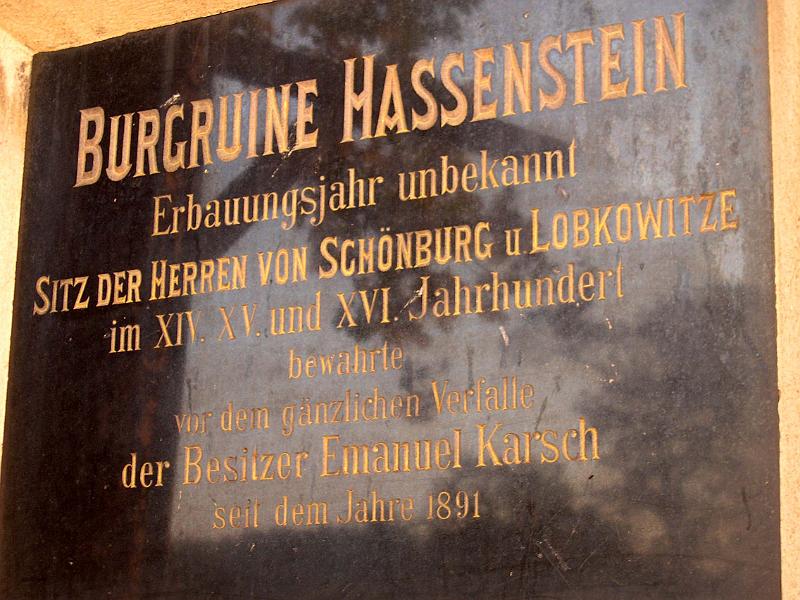 BURGRUINE HASSENSTEIN
Erbauungsjahr unbekannt
SITZ DER HERREN VON SCHÖNBURG u LOBKOWITZE
im XIV. XV. und XVI. Jahrhundert
bewahrte
vor dem gänzlichen Verfalle
der Besitzer Emanuel Karsch
seit dem Jahre 1891